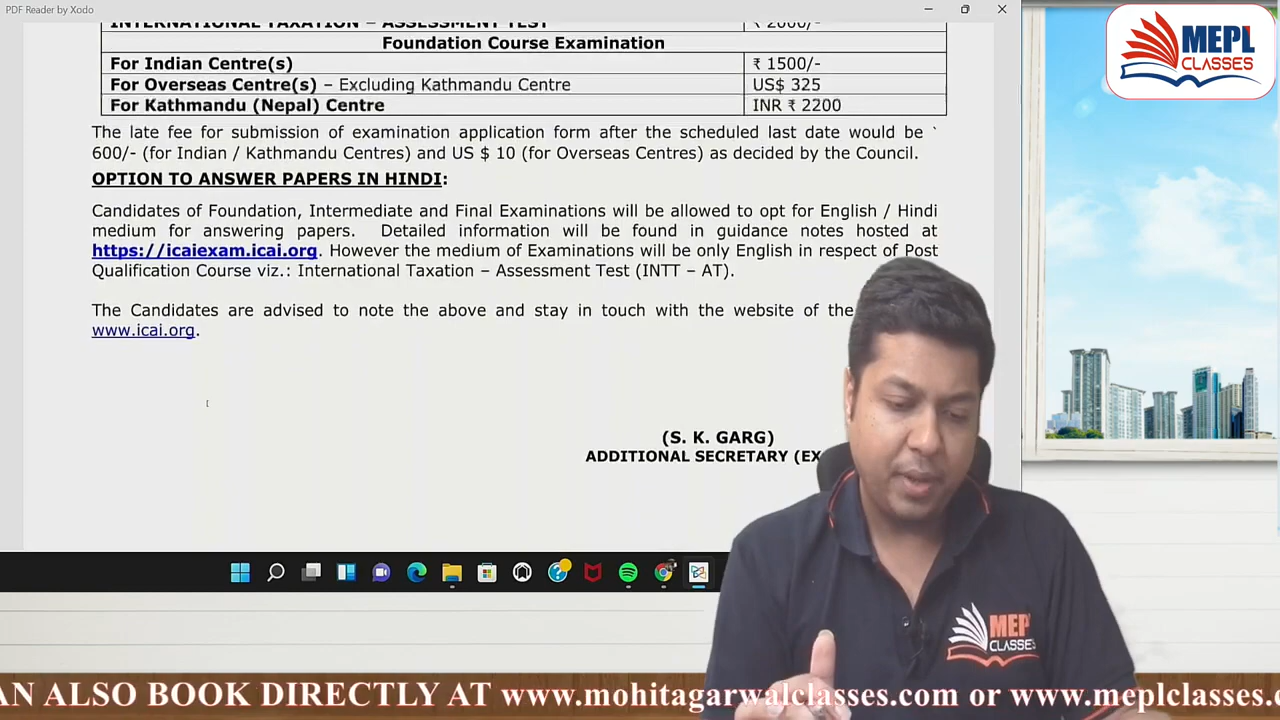 PDF Reader by Xodo
INTERNATIONAL TAXATION – ASSESSMENT TEST ₹ 2000/-
Foundation Course Examination
For Indian Centre(s) ₹ 1500/-
For Overseas Centre(s) – Excluding Kathmandu Centre US$ 325
For Kathmandu (Nepal) Centre INR ₹ 2200
The late fee for submission of examination application form after the scheduled last date would be `
600/- (for Indian / Kathmandu Centres) and US $ 10 (for Overseas Centres) as decided by the Council.
OPTION TO ANSWER PAPERS IN HINDI:
Candidates of Foundation, Intermediate and Final Examinations will be allowed to opt for English / Hindi
medium for answering papers. Detailed information will be found in guidance notes hosted at
https://icaiexam.icai.org. However the medium of Examinations will be only English in respect of Post
Qualification Course viz.: International Taxation – Assessment Test (INTT – AT).
The Candidates are advised to note the above and stay in touch with the website of the
www.icai.org.
(S. K. GARG)
ADDITIONAL SECRETARY (EX
MEPL
CLASSES
MEPL
CLASSES
AN ALSO BOOK DIRECTLY AT www.mohitagarwalclasses.com or www.meplclasses.c